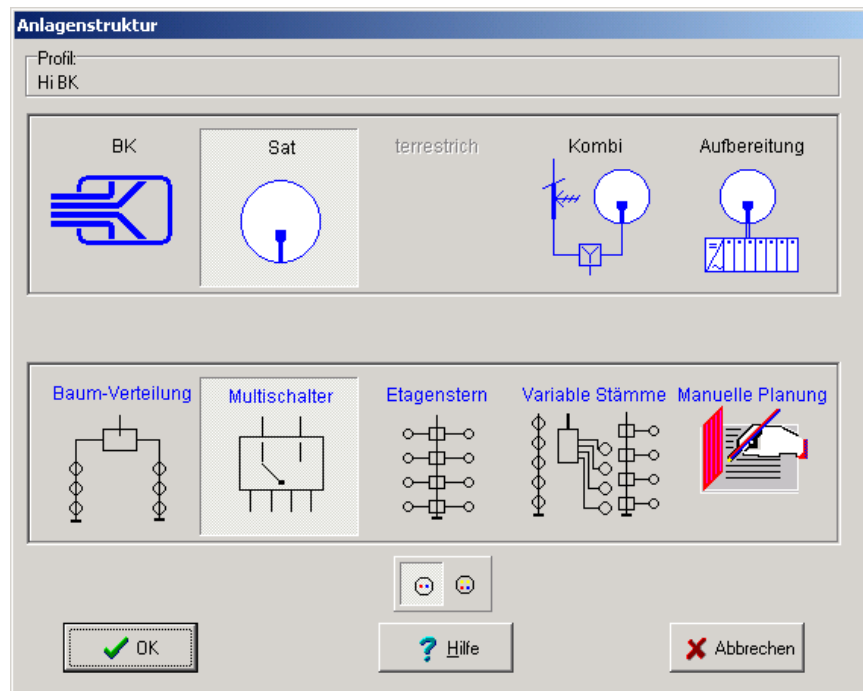 Anlagenstruktur
Profil:
Hi BK
BK Sat terrestrich Kombi Aufbereitung
Baum-Verteilung Multischalter Etagenstern Variable Stämme Manuelle Planung
OK Hilfe Abbrechen